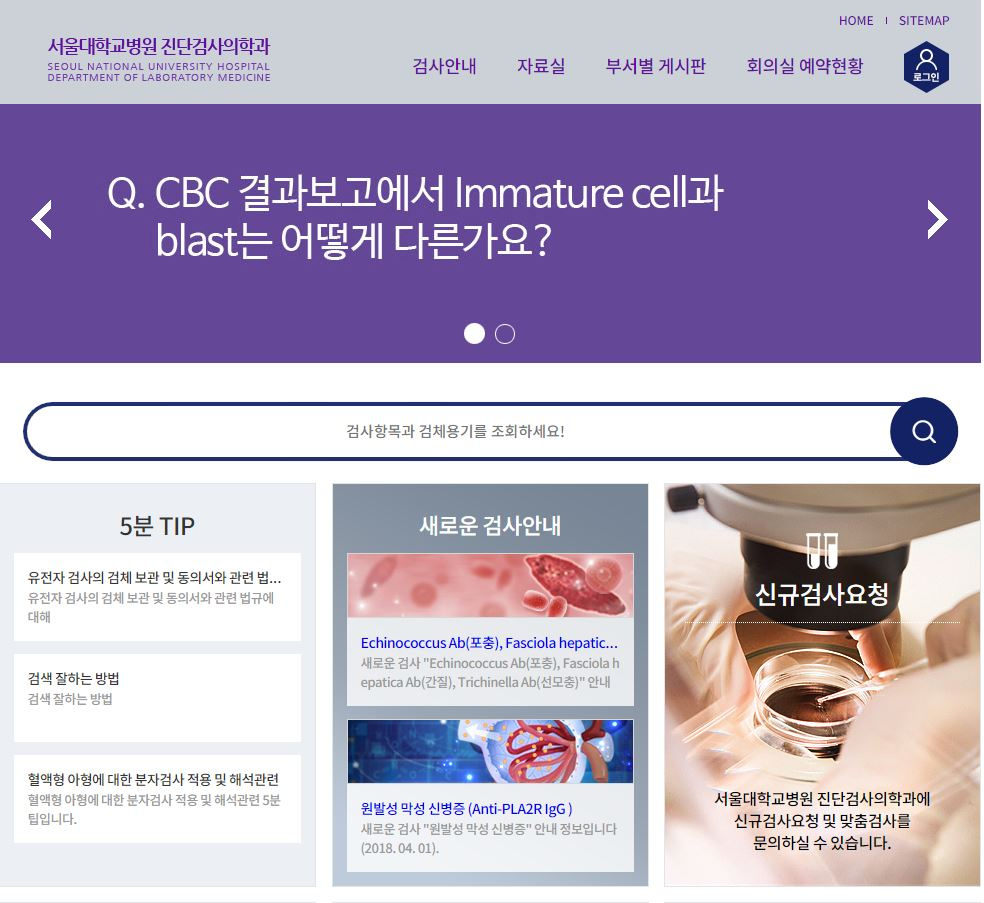 HOME
SITEMAP
서울대학교병원 진단검사의학과
SEOUL NATIONAL UNIVERSITY HOSPITAL
DEPARTMENT OF LABORATORY MEDICINE
검사안내
자료실
부서별 게시판
회의실 예약현황
로그인
Q. CBC 결과보고에서 Immature cell과
blast는 어떻게 다른가요?
검사항목과 검체용기를 조회하세요!
5분 TIP
유전자 검사의 검체 보관 및 동의서와 관련 법...
유전자 검사의 검체 보관 및 동의서와 관련 법규에
대해
검색 잘하는 방법
검색 잘하는 방법
혈액형 아형에 대한 분자검사 적용 및 해석관련
혈액형 아형에 대한 분자검사 적용 및 해석관련 5분
팁입니다.
새로운 검사안내
Echinococcus Ab(포충), Fasciola hepatic...
새로운 검사 "Echinococcus Ab(포충), Fasciola h
epatica Ab(간질), Trichinella Ab(선모충)" 안내
원발성 막성 신병증 (Anti-PLA2R IgG )
새로운 검사 "원발성 막성 신병증" 안내 정보입니다
(2018. 04. 01).
신규검사요청
서울대학교병원 진단검사의학과에
신규검사요청 및 맞춤검사를
문의하실 수 있습니다.